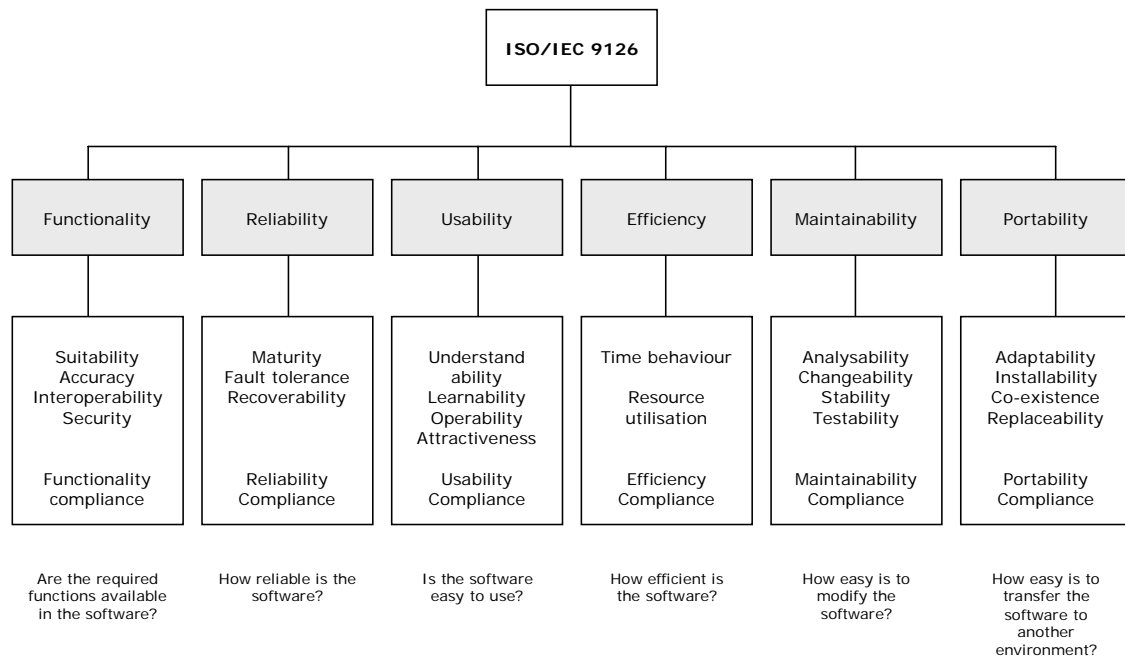 ISO/IEC 9126
Functionality
Reliability
Usability
Efficiency
Maintainability
Portability
Suitability
Accuracy
Interoperability
Security
Functionality
compliance
Maturity
Fault tolerance
Recoverability
Reliability
Compliance
Understand
ability
Learnability
Operability
Attractiveness
Usability
Compliance
Time behaviour
Resource
utilisation
Efficiency
Compliance
Analysability
Changeability
Stability
Testability
Maintainability
Compliance
Adaptability
Installability
Co-existence
Replaceability
Portability
Compliance
Are the required
functions available
in the software?
How reliable is the
software?
Is the software
easy to use?
How efficient is
the software?
How easy is to
modify the
software?
How easy is to
transfer the
software to
another
environment?